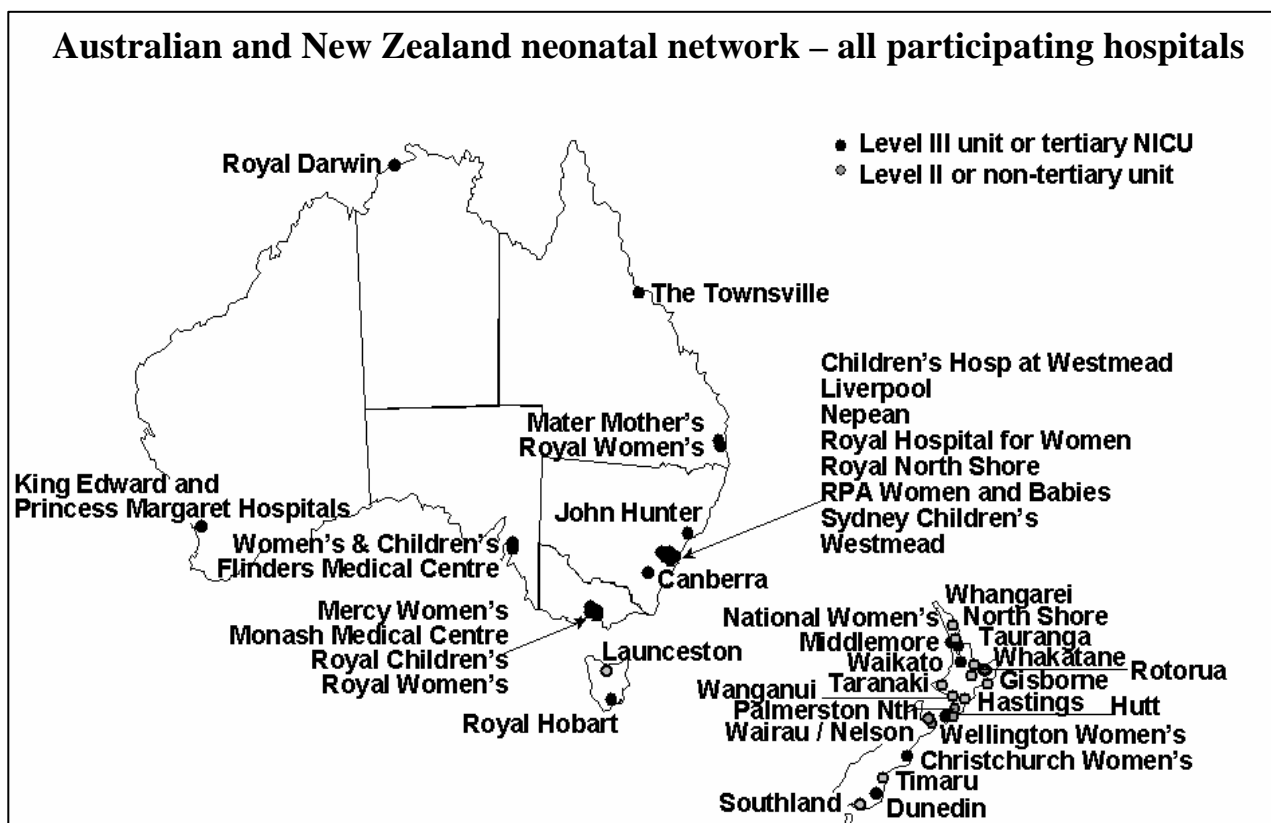 Australian and New Zealand neonatal network – all participating hospitals
Level III unit or tertiary NICU
Level II or non-tertiary unit
Royal Darwin
The Townsville
Children's Hosp at Westmead
Liverpool
Nepean
Royal Hospital for Women
Royal North Shore
RPA Women and Babies
Sydney Children's
Westmead
Mater Mother's
Royal Women's
King Edward and
Princess Margaret Hospitals
John Hunter
Women's & Children's
Flinders Medical Centre
Canberra
Mercy Women's
Monash Medical Centre
Royal Children's
Royal Women's
Launceston
Royal Hobart
Whangarei
North Shore
National Women's
Tauranga
Middlemore
Whakatane
Waikato
Rotorua
Taranaki
Gisborne
Wanganui
Hastings
Hutt
Palmerston Nth
Wairau / Nelson
Wellington Women's
Christchurch Women's
Timaru
Southland
Dunedin